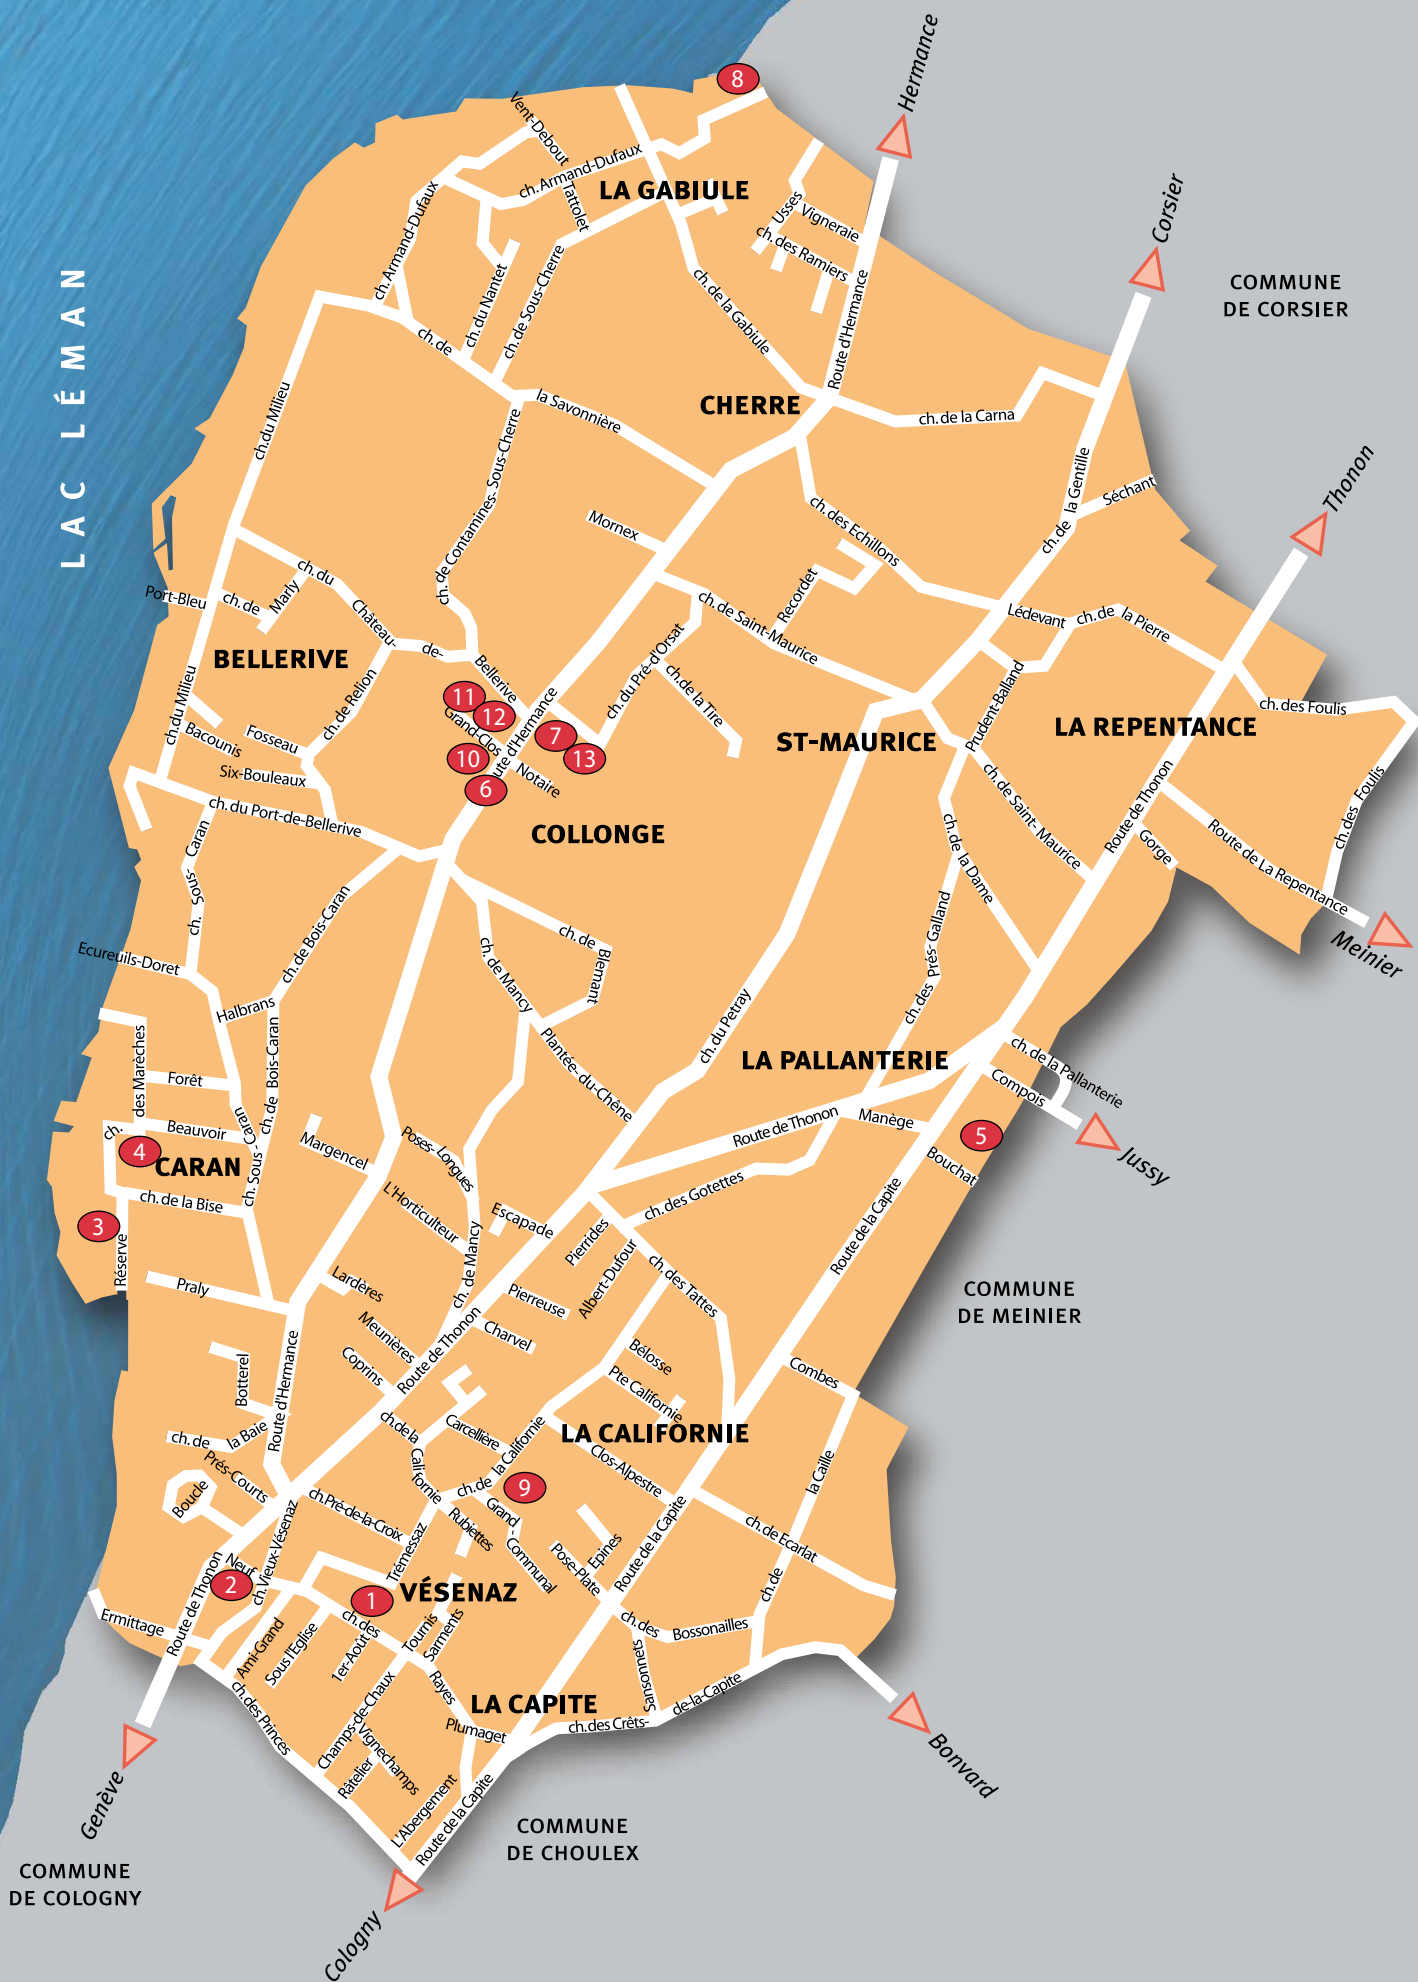 8
Hermance
Vent-Debout
ch. Armand-Dufaux
Tattolet
LA GABIULE
ch. Armand-Dufaux
Usses
Vigneraie
ch. des Ramiers
Corsier
COMMUNE
DE CORSIER
LAC LÉMAN
ch. du Nantet
ch. de Sous-Cherre
ch. de la Gabiule
Route d'Hermance
ch. de
la Savonnière
CHERRE
ch. de la Carna
ch. du Milieu
ch. de Contamines-Sous-Cherre
ch. de la Gentille
Séchant
Thonon
Mornex
ch. des Echillons
Recordet
Port-Bleu
ch. de
Marly
ch. du
Château-
de-
Bellerive
ch. de Saint-Maurice
Lédevant
ch. de la Pierre
BELLERIVE
ch. du Pré-d'Orsat
ch. de la Tire
Prudent-Balland
ch. du Milieu
ch. de Relion
11
12
Grand-Clos
Route d'Hermance
7
13
10
6
Notaire
ST-MAURICE
LA REPENTANCE
ch. des Foulis
Bacounis
Fosseau
Six-Bouleaux
ch. du Port-de-Bellerive
COLLONGE
ch. de Saint-Maurice
Route de Thonon
ch. des Foulis
Gorge
Route de La Repentance
Meinier
ch. Sous- Caran
ch. de Bois-Caran
ch. de la Dame
ch. des Prés-Galland
Ecureuils-Doret
Halbrans
ch. de Mancy
ch. de
Blemant
ch. du Petray
LA PALLANTERIE
ch. de la Pallanterie
Compois
des Marèches
Forêt
ch. de Bois-Caran
Plantée-du-Chêne
Route de Thonon
Manège
5
Bouchat
Jussy
ch.
Beauvoir
4
CARAN
ch. Sous-Caran
Margencel
Poses-Longues
ch. de la Bise
L'Horticulteur
Escapade
ch. des Gotettes
3
Réserve
ch. de Mancy
Pierrides
Albert-Dufour
ch. des Tattes
Route de la Capite
COMMUNE
DE MEINIER
Praly
Lardères
Pierreuse
Meunières
Charvel
Coprins
Route de Thonon
Bélosse
Pte Californie
Combes
Botterel
Route d'Hermance
ch. de la Baie
ch. de la
Californie
Carcellière
ch. de la Californie
LA CALIFORNIE
Clos-Alpestre
la Caille
Prés-Courts
Boucle
ch. Pré-de-la-Croix
9
Grand
- Communal
Rubiettes
ch. de Ecarlat
Trémessaz
Pose-Plate
Epines
Route de la Capite
Neuf
2
ch. Vieux-Vésenaz
1
VÉSENAZ
ch. de
Ermitage
Route de Thonon
ch. des
Rayes
Tournis
Sarments
ch. des
Bossonailles
Ami-Grand
Sous l'Eglise
1er-Août
Sansonnets
ch. des Princes
Champs-de-Chaux
LA CAPITE
Plumaget
ch. des Crêts-
de-la-Capite
Vignechamps
Râtelier
L'Abergement
Route de la Capite
Bonvard
Genève
COMMUNE
DE CHOULEX
COMMUNE
DE COLOGNY
Cologny